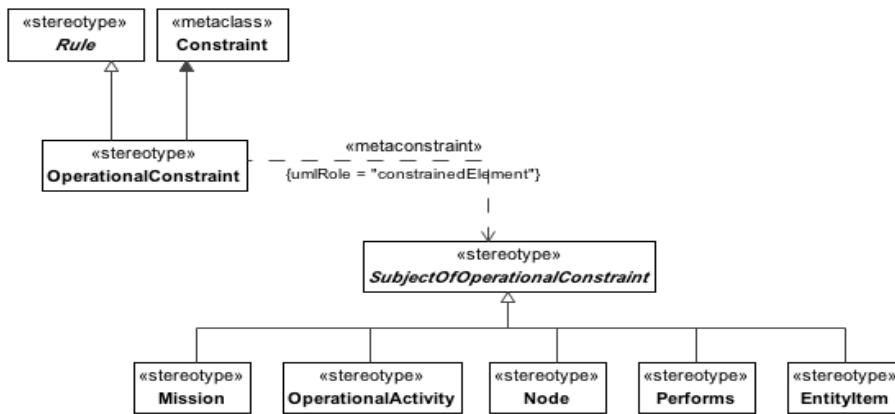 «stereotype»
Rule
«metaclass»
Constraint
«stereotype»
OperationalConstraint
«metaconstraint»
{umlRole = "constrainedElement"}
«stereotype»
SubjectOfOperationalConstraint
«stereotype»
Mission
«stereotype»
OperationalActivity
«stereotype»
Node
«stereotype»
Performs
«stereotype»
EntityItem